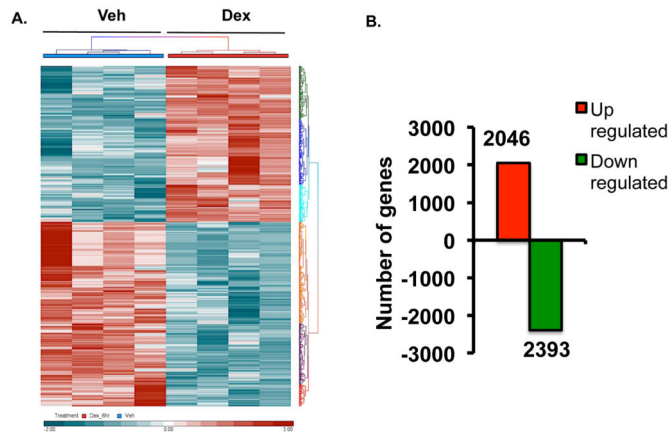 A.
Veh Dex
Treatment Dex_6hr Veh
-2.00 0.00 2.00
B.
Up
regulated
Down
regulated
Number of genes
3000
2000
1000
0
-1000
-2000
-3000
2046
2393